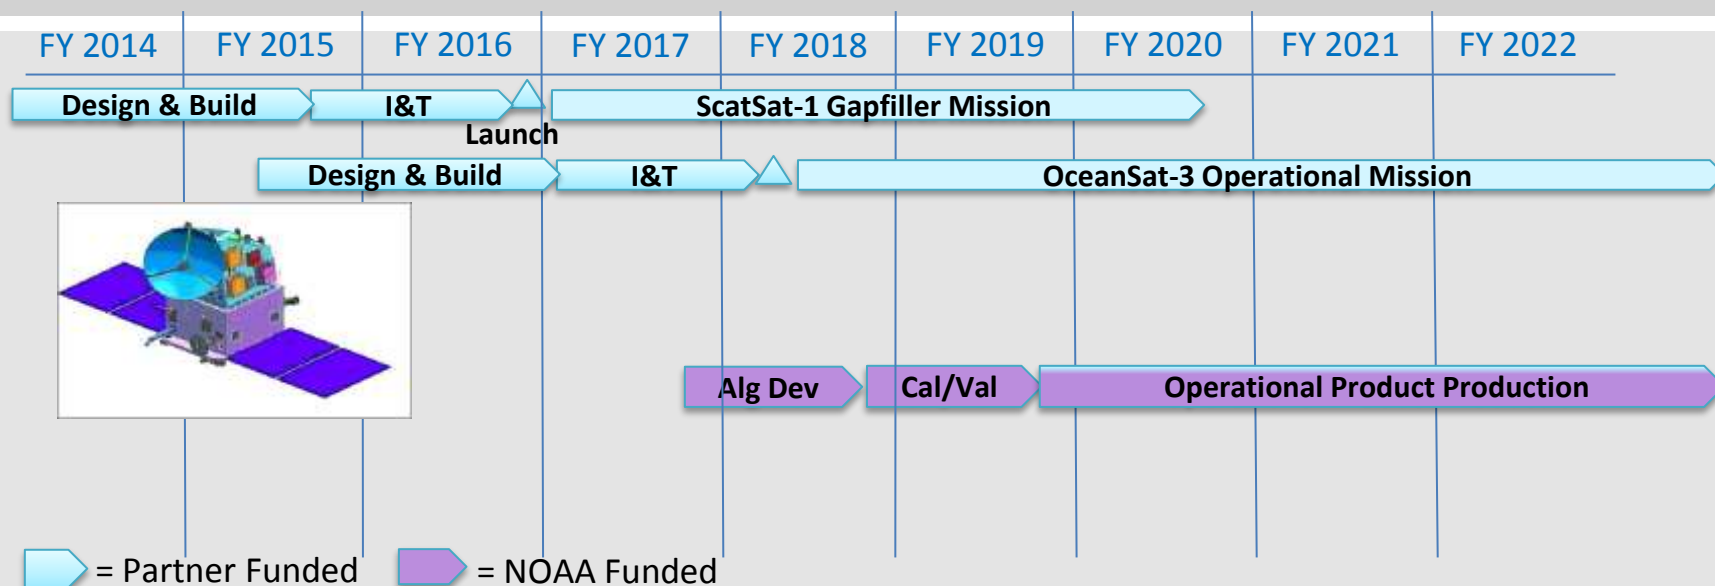 FY 2014 FY 2015 FY 2016 FY 2017 FY 2018 FY 2019 FY 2020 FY 2021 FY 2022
Design & Build I&T ScatSat-1 Gapfiller Mission
Launch
Design & Build I&T OceanSat-3 Operational Mission
Alg Dev Cal/Val Operational Product Production
= Partner Funded = NOAA Funded